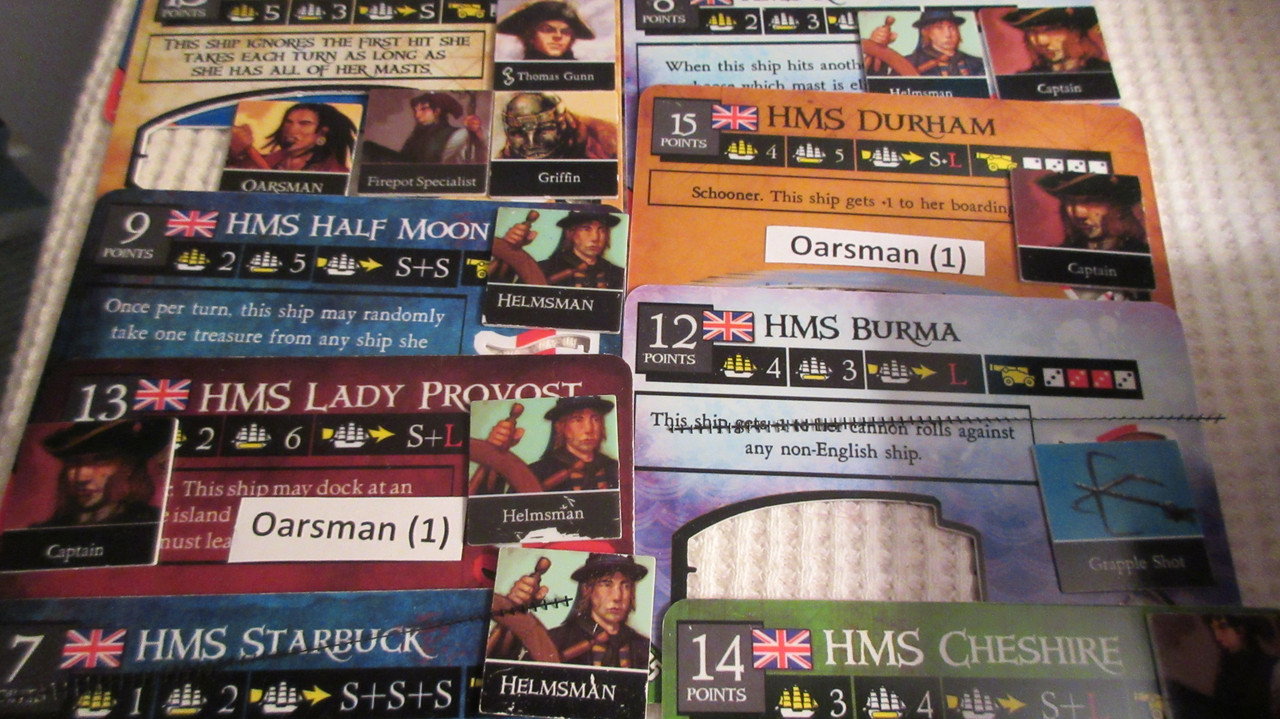 POINTS
5
3
S
THIS SHIP IGNORES THE FIRST HIT SHE
TAKES EACH TURN AS LONG AS
SHE HAS ALL OF HER MASTS.
Thomas Gunn
OARSMAN
Firepot Specialist
Griffin
9
POINTS
HMS HALF MOON
2
5
S+S
Once per turn, this ship may randomly
take one treasure from any ship she
HELMSMAN
13
HMS LADY PROVOST
2
6
S+L
This ship may dock at an
island
must
Captain
Oarsman (1)
Helmsman
7
HMS STARBUCK
1
2
S+S+S
HELMSMAN
POINTS
2
3
When this ship hits
which mast is
Helmsman
Captain
15
POINTS
HMS DURHAM
4
5
S+L
Schooner. This ship gets +1 to her
Oarsman (1)
Captain
12
POINTS
HMS BURMA
4
3
L
This ship gets +1 to her cannon rolls against
any non-English ship.
Grapple Shot
14
POINTS
HMS CHESHIRE
3
4
S+L